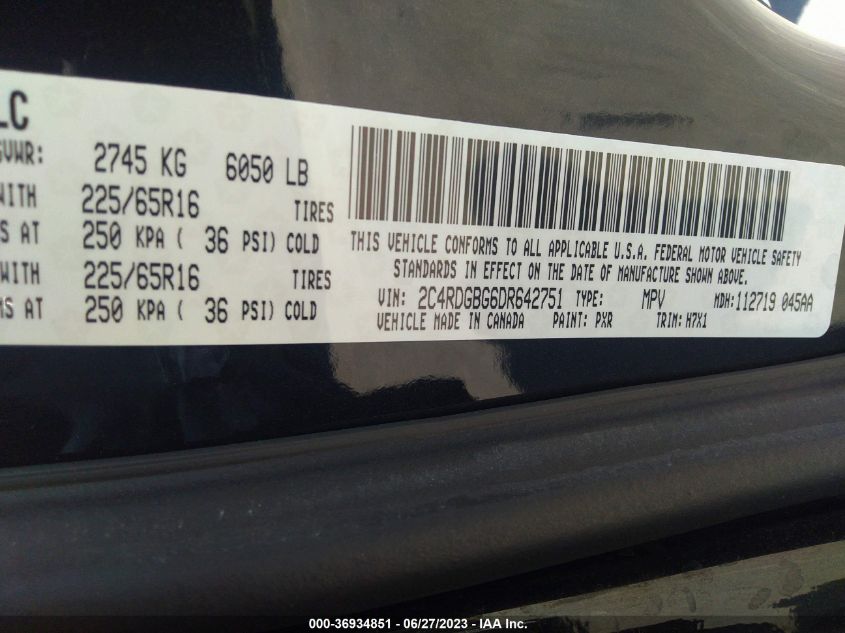 LC
GVWR: 2745 KG 6050 LB
WITH 225/65R16 TIRES
S AT 250 KPA ( 36 PSI) COLD
WITH 225/65R16 TIRES
MS AT 250 KPA ( 36 PSI) COLD
THIS VEHICLE CONFORMS TO ALL APPLICABLE U.S.A. FEDERAL MOTOR VEHICLE SAFETY
STANDARDS IN EFFECT ON THE DATE OF MANUFACTURE SHOWN ABOVE.
VIN: 2C4RDGBG6DR642751 TYPE: MPV MDH:112719 045AA
VEHICLE MADE IN CANADA PAINT: PXR TRIM: H7X1
000-36934851 - 06/27/2023 - IAA Inc.